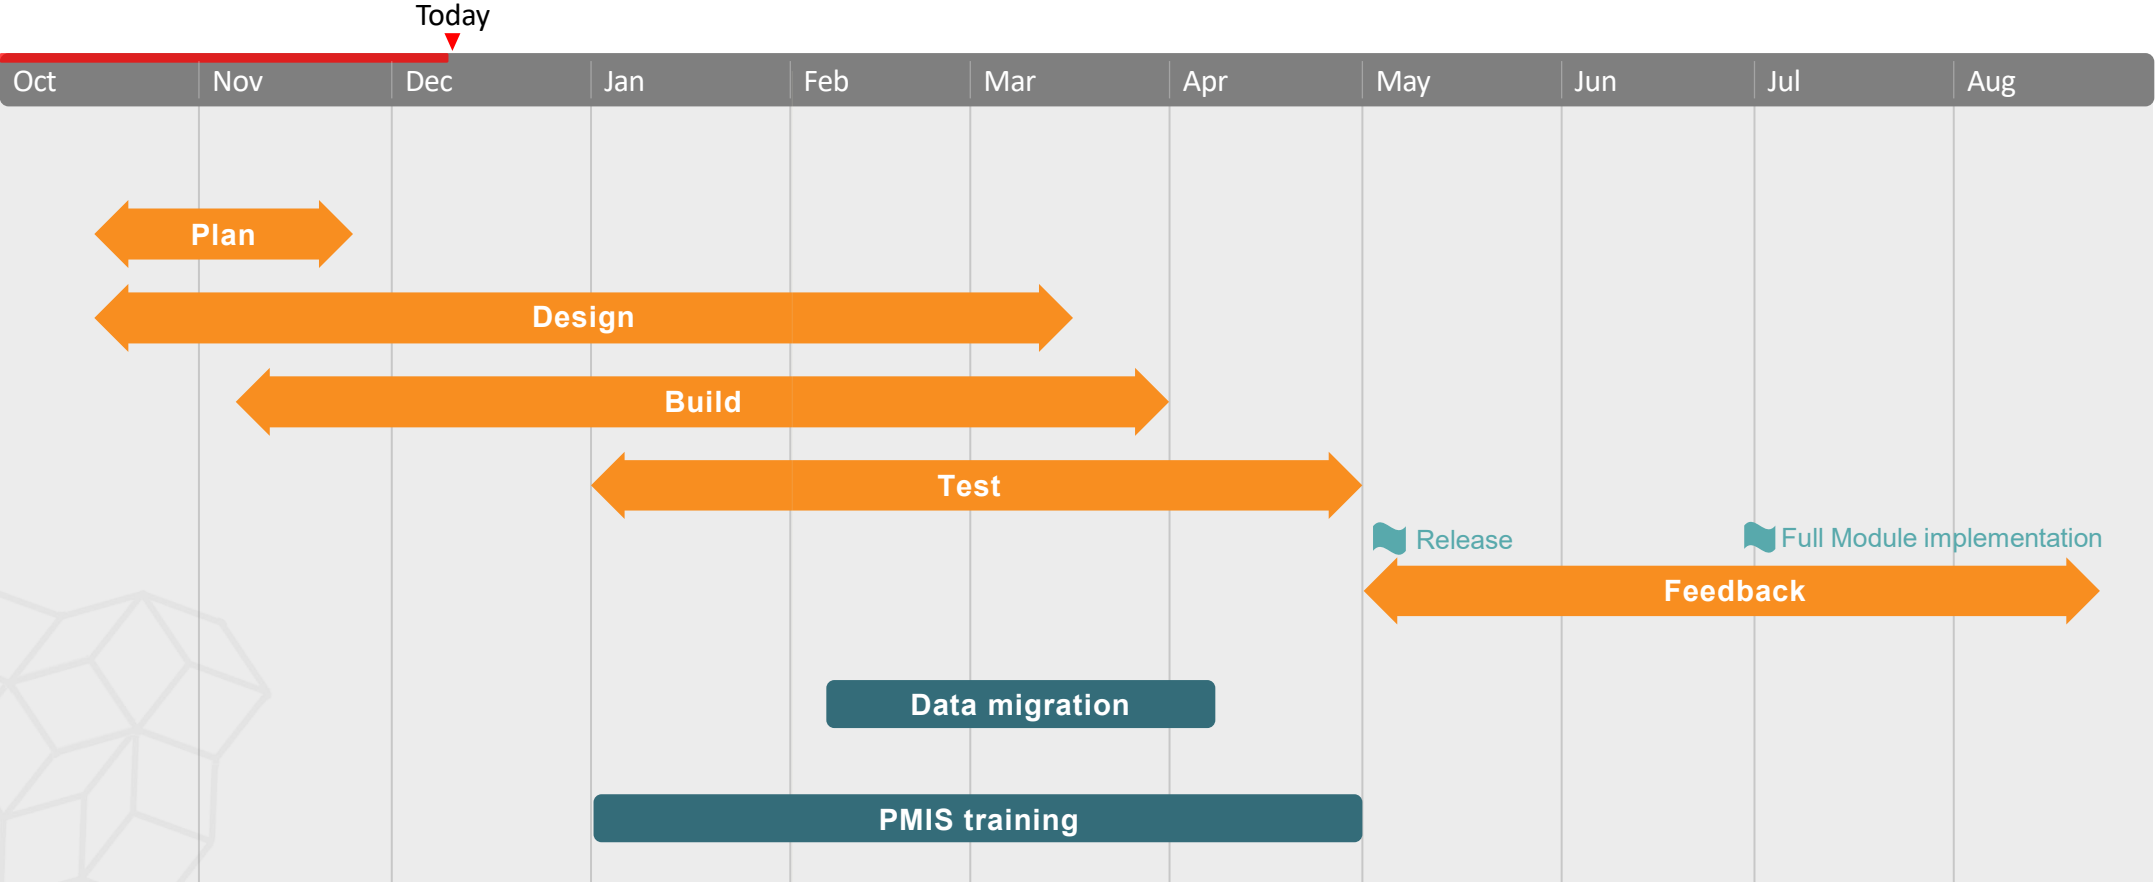 Today
Oct Nov Dec Jan Feb Mar Apr May Jun Jul Aug
Plan
Design
Build
Test
Release Full Module implementation
Feedback
Data migration
PMIS training